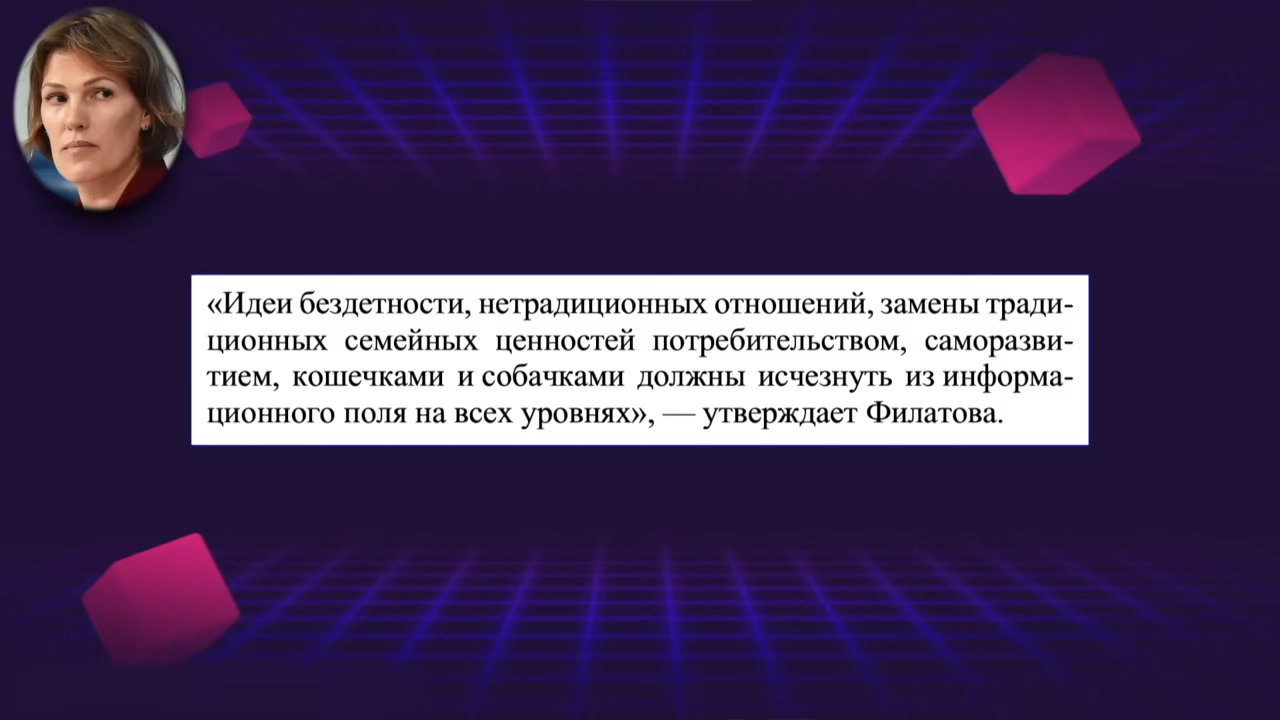 «Идеи бездетности, нетрадиционных отношений, замены тради-
ционных семейных ценностей потребительством, саморазви-
тием, кошечками и собачками должны исчезнуть из информа-
ционного поля на всех уровнях», — утверждает Филатова.